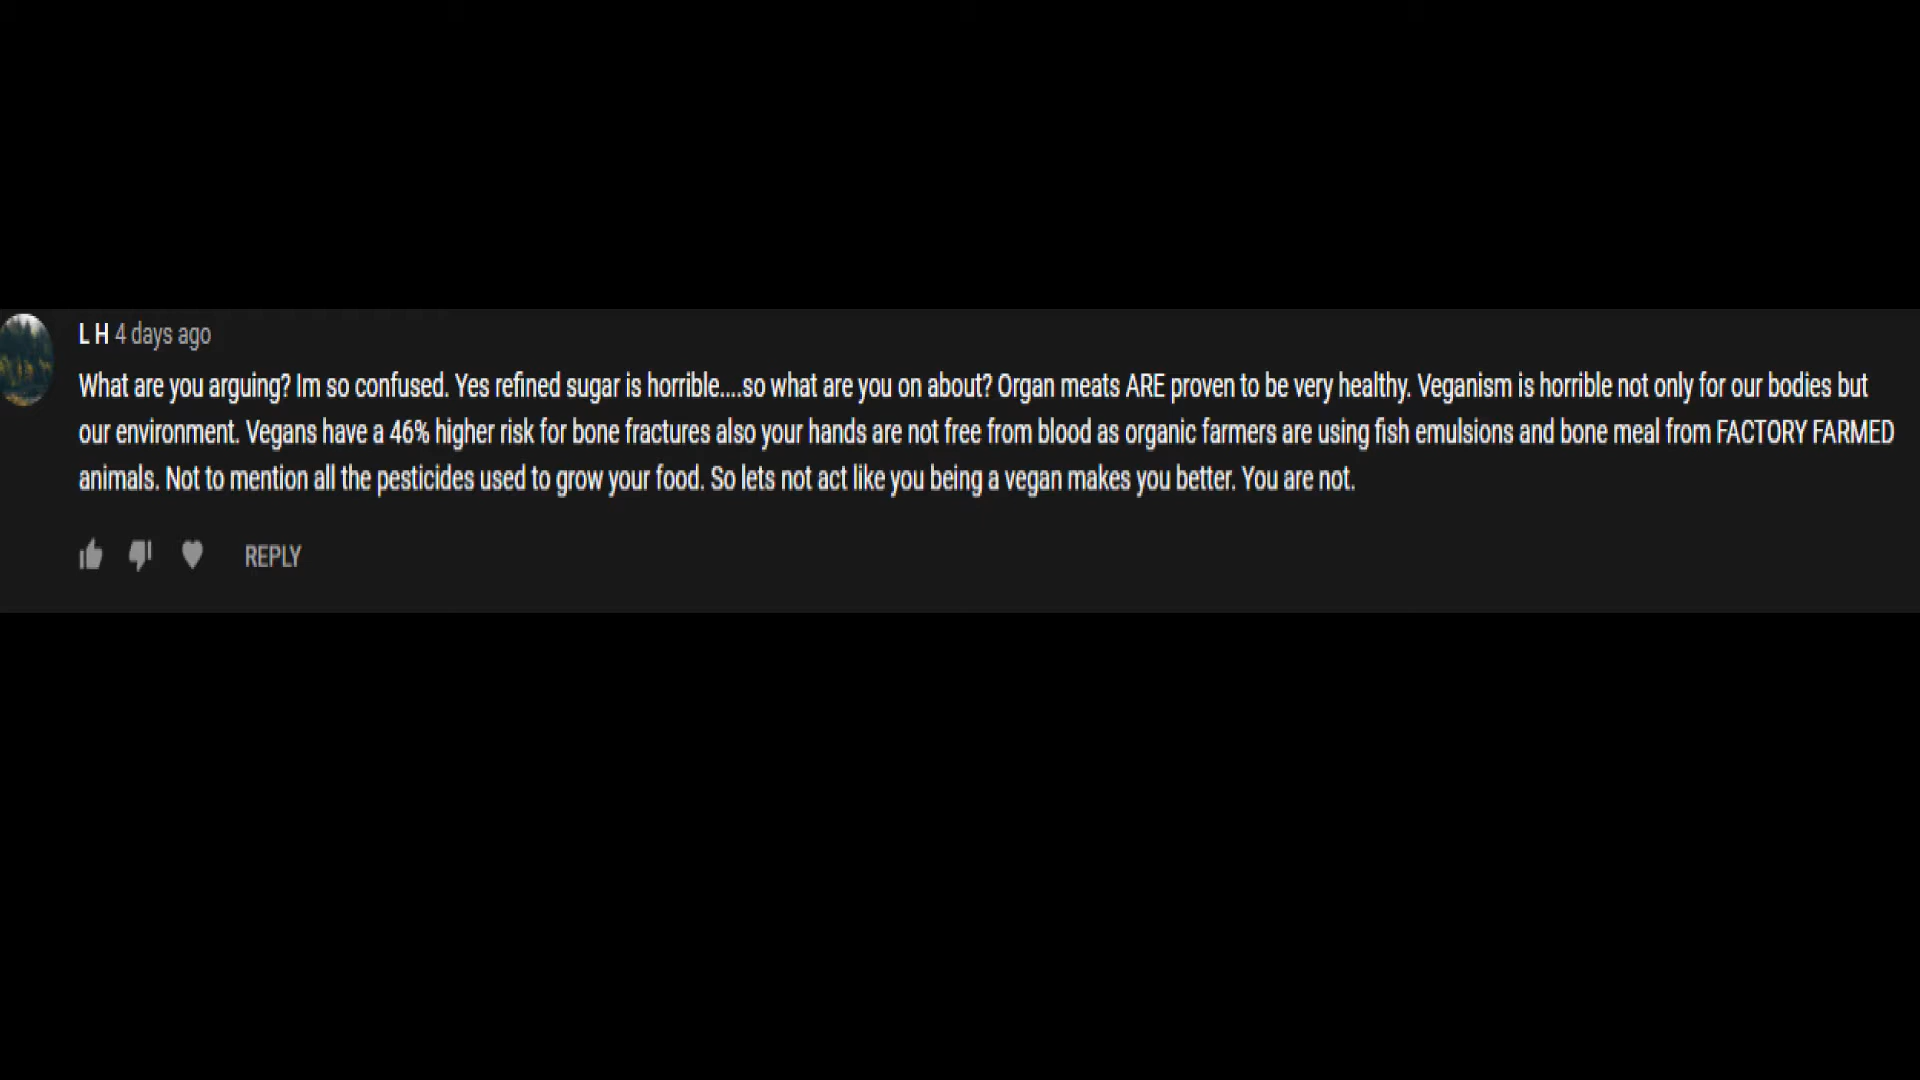 L H 4 days ago
What are you arguing? Im so confused. Yes refined sugar is horrible....so what are you on about? Organ meats ARE proven to be very healthy. Veganism is horrible not only for our bodies but
our environment. Vegans have a 46% higher risk for bone fractures also your hands are not free from blood as organic farmers are using fish emulsions and bone meal from FACTORY FARMED
animals. Not to mention all the pesticides used to grow your food. So lets not act like you being a vegan makes you better. You are not.
REPLY